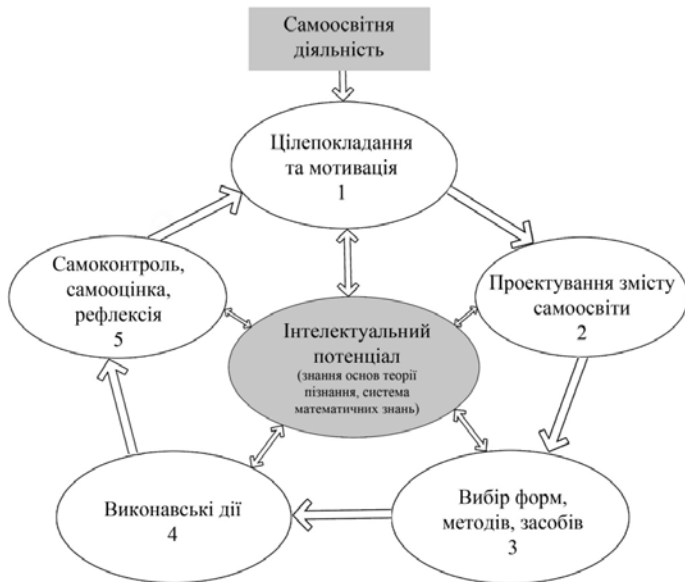 Самоосвітня
діяльність
Цілепокладання
та мотивація
1
Проектування змісту
самоосвіти
2
Вибір форм,
методів, засобів
3
Виконавські дії
4
Самоконтроль,
самооцінка,
рефлексія
5
Інтелектуальний
потенціал
(знання основ теорії
пізнання, система
математичних знань)